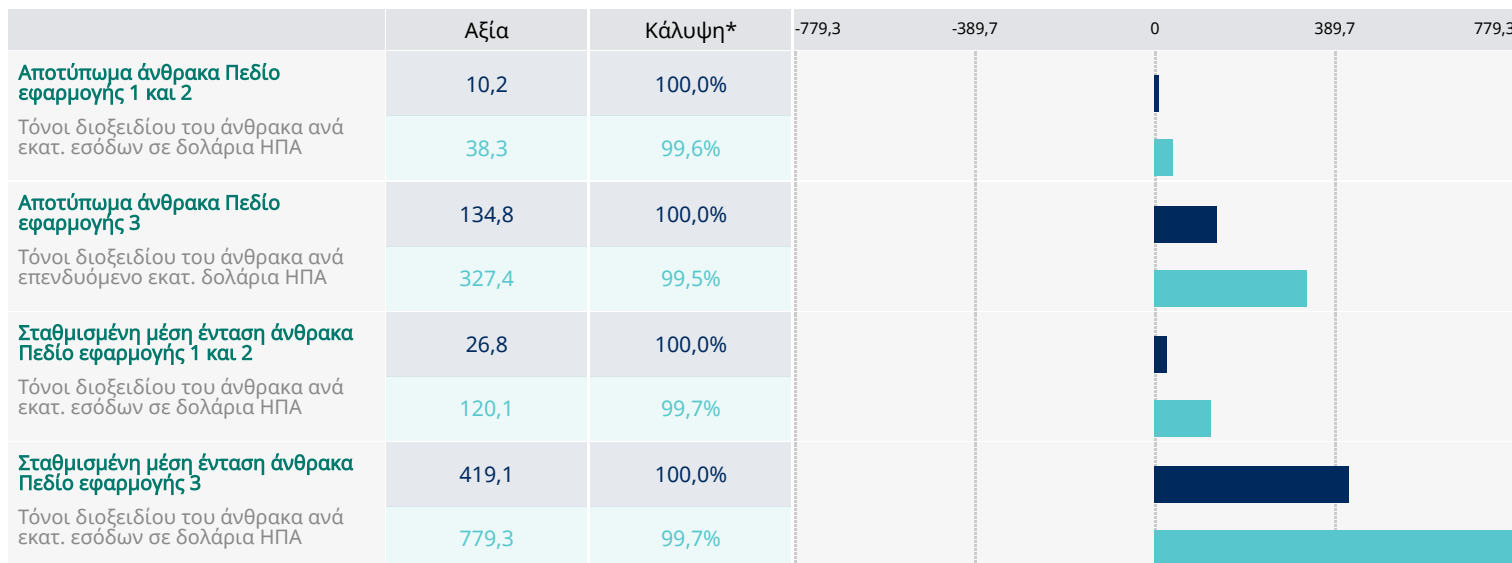 Αξία Κάλυψη* -779,3 -389,7 0 389,7 779,3
Αποτύπωμα άνθρακα Πεδίο
εφαρμογής 1 και 2
10,2 100,0%
Τόνοι διοξειδίου του άνθρακα ανά
εκατ. εσόδων σε δολάρια ΗΠΑ
38,3 99,6%
Αποτύπωμα άνθρακα Πεδίο
εφαρμογής 3
134,8 100,0%
Τόνοι διοξειδίου του άνθρακα ανά
επενδυόμενο εκατ. δολάρια ΗΠΑ
327,4 99,5%
Σταθμισμένη μέση ένταση άνθρακα
Πεδίο εφαρμογής 1 και 2
26,8 100,0%
Τόνοι διοξειδίου του άνθρακα ανά
εκατ. εσόδων σε δολάρια ΗΠΑ
120,1 99,7%
Σταθμισμένη μέση ένταση άνθρακα
Πεδίο εφαρμογής 3
419,1 100,0%
Τόνοι διοξειδίου του άνθρακα ανά
εκατ. εσόδων σε δολάρια ΗΠΑ
779,3 99,7%